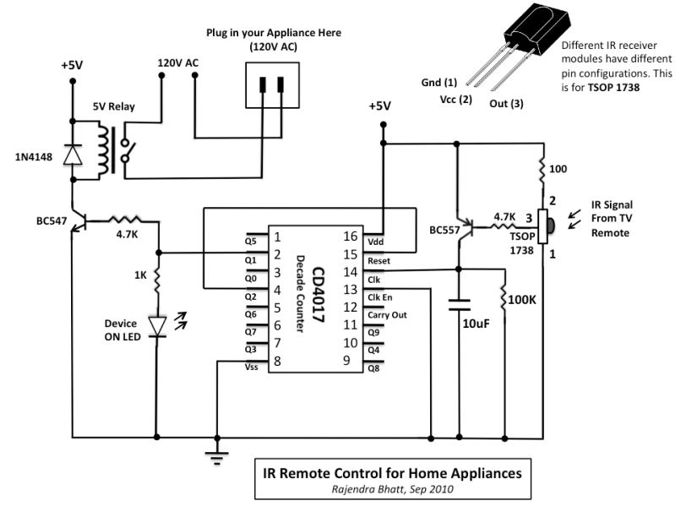 Plug in your Appliance Here
(120V AC)
Different IR receiver
modules have different
pin configurations. This
is for TSOP 1738
Gnd (1)
Vcc (2)
Out (3)
+5V
120V AC
5V Relay
+5V
1N4148
100
BC547
4.7K
2
IR Signal
From TV
Remote
BC557
4.7K
3
TSOP
1738
1
1K
Device
ON LED
CD4017
Decade Counter
1
Q5
2
Q1
3
Q0
4
Q2
5
Q6
6
Q7
7
Q3
8
Vss
16
Vdd
15
Reset
14
Clk
13
Clk En
12
Carry Out
11
Q9
10
Q4
9
Q8
10uF
100K
IR Remote Control for Home Appliances
Rajendra Bhatt, Sep 2010